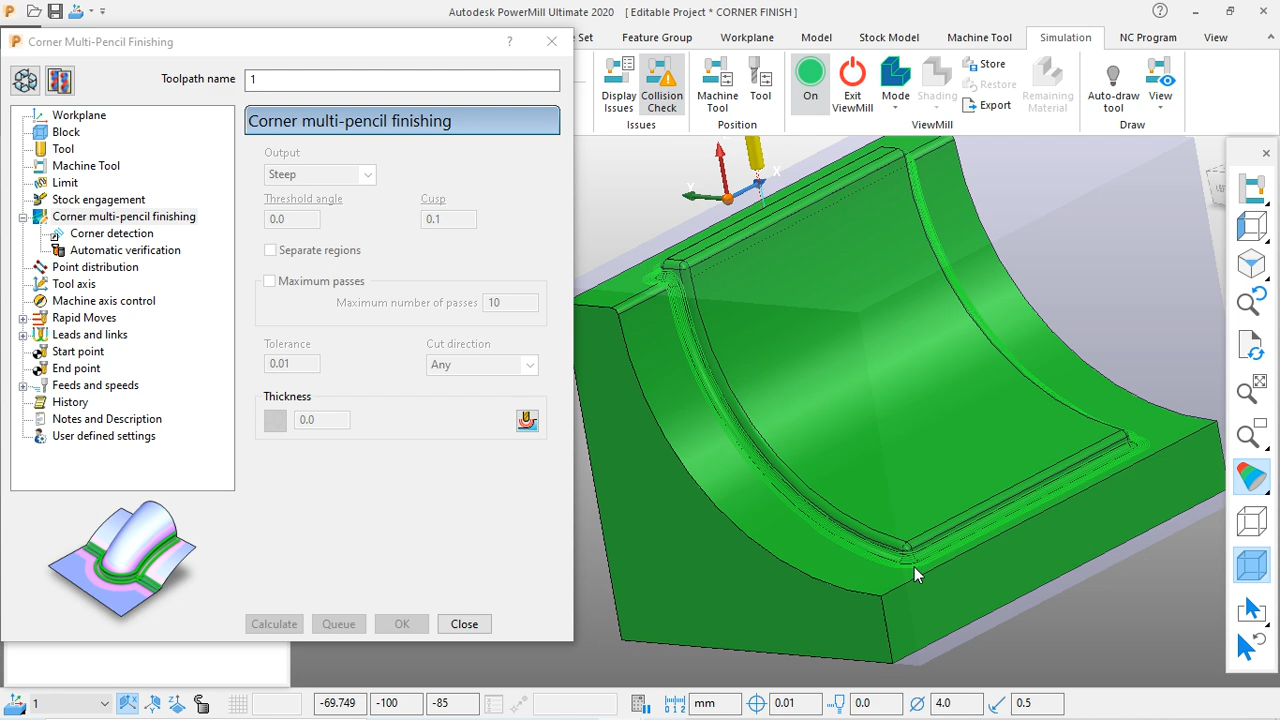 Autodesk PowerMill Ultimate 2020 [ Editable Project * CORNER FINISH ]
Corner Multi-Pencil Finishing
?
Set
Feature Group
Workplane
Model
Stock Model
Machine Tool
Simulation
NC Program
View
Display Issues
Collision Check
Issues
Machine Tool
Tool
Position
On
Exit ViewMill
Mode
Shading
Store
Restore
Export
Remaining Material
ViewMill
Auto-draw tool
View
Draw
Toolpath name
1
Workplane
Block
Tool
Machine Tool
Limit
Stock engagement
Corner multi-pencil finishing
Corner detection
Automatic verification
Point distribution
Tool axis
Machine axis control
Rapid Moves
Leads and links
Start point
End point
Feeds and speeds
History
Notes and Description
User defined settings
Corner multi-pencil finishing
Output
Steep
Threshold angle
Cusp
0.0
0.1
Separate regions
Maximum passes
Maximum number of passes
10
Tolerance
Cut direction
0.01
Any
Thickness
0.0
Calculate
Queue
OK
Close
X
Y
1
-69.749
-100
-85
mm
0.01
0.0
4.0
0.5